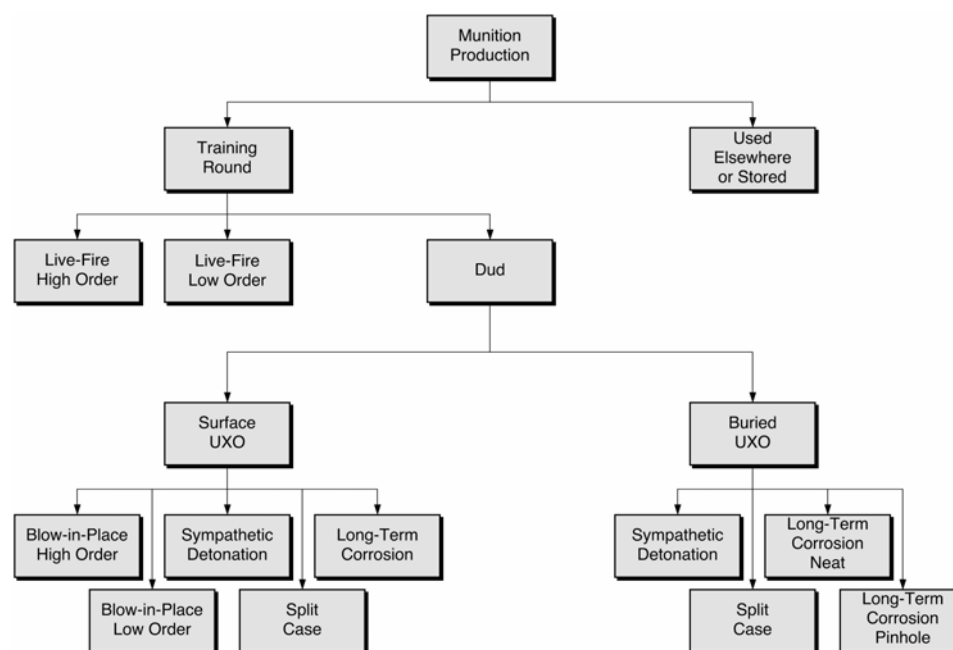 Munition
Production
Training
Round
Used
Elsewhere
or Stored
Live-Fire
High Order
Live-Fire
Low Order
Dud
Surface
UXO
Buried
UXO
Blow-in-Place
High Order
Sympathetic
Detonation
Long-Term
Corrosion
Blow-in-Place
Low Order
Split
Case
Sympathetic
Detonation
Long-Term
Corrosion
Neat
Split
Case
Long-Term
Corrosion
Pinhole